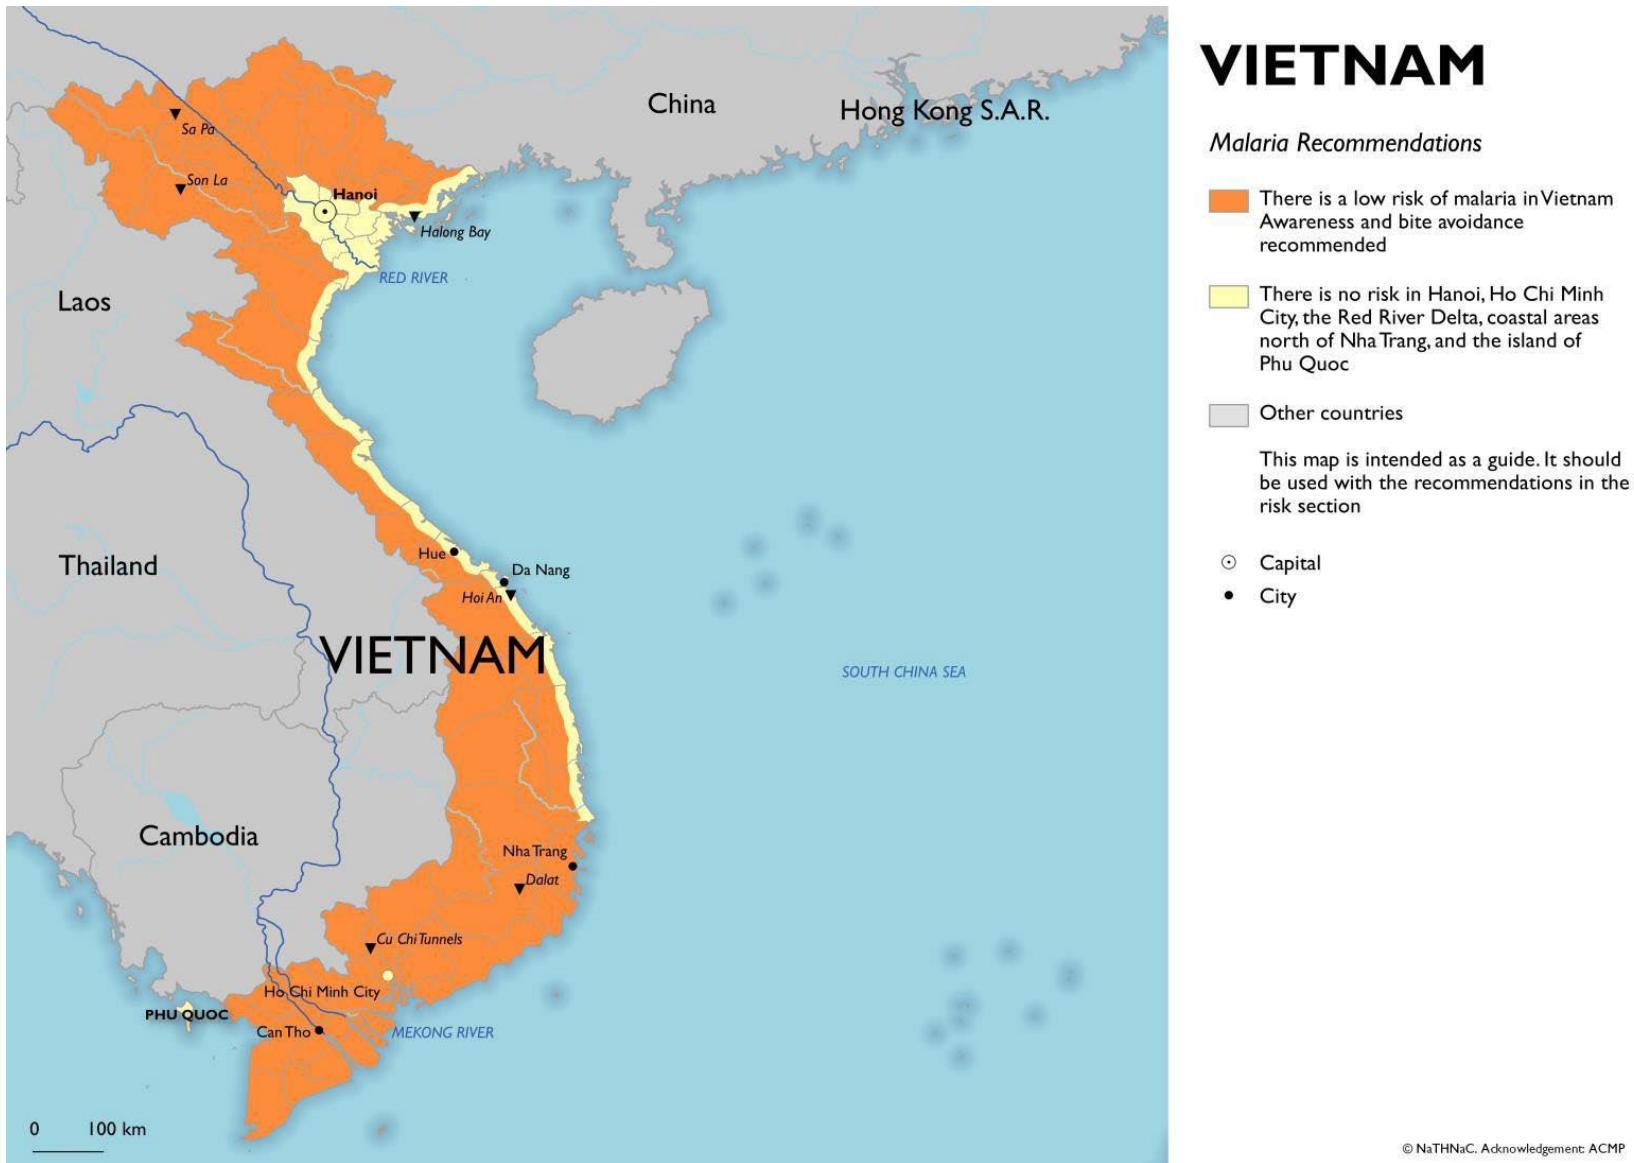 China
Hong Kong S.A.R.
Sa Pa
Son La
Hanoi
Halong Bay
RED RIVER
Laos
Thailand
Hue
Da Nang
Hoi An
VIETNAM
SOUTH CHINA SEA
Cambodia
Nha Trang
Dalat
Cu Chi Tunnels
Ho Chi Minh City
PHU QUOC
Can Tho
MEKONG RIVER
0 100 km
VIETNAM
Malaria Recommendations
There is a low risk of malaria in Vietnam
Awareness and bite avoidance
recommended
There is no risk in Hanoi, Ho Chi Minh
City, the Red River Delta, coastal areas
north of Nha Trang, and the island of
Phu Quoc
Other countries
This map is intended as a guide. It should
be used with the recommendations in the
risk section
Capital
City
© NaTHNaC. Acknowledgement: ACMP